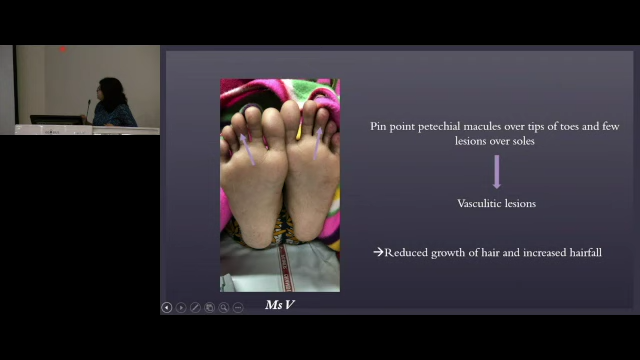 Pin point petechial macules over tips of toes and few
lesions over soles
Vasculitic lesions
→Reduced growth of hair and increased hairfall
Ms V